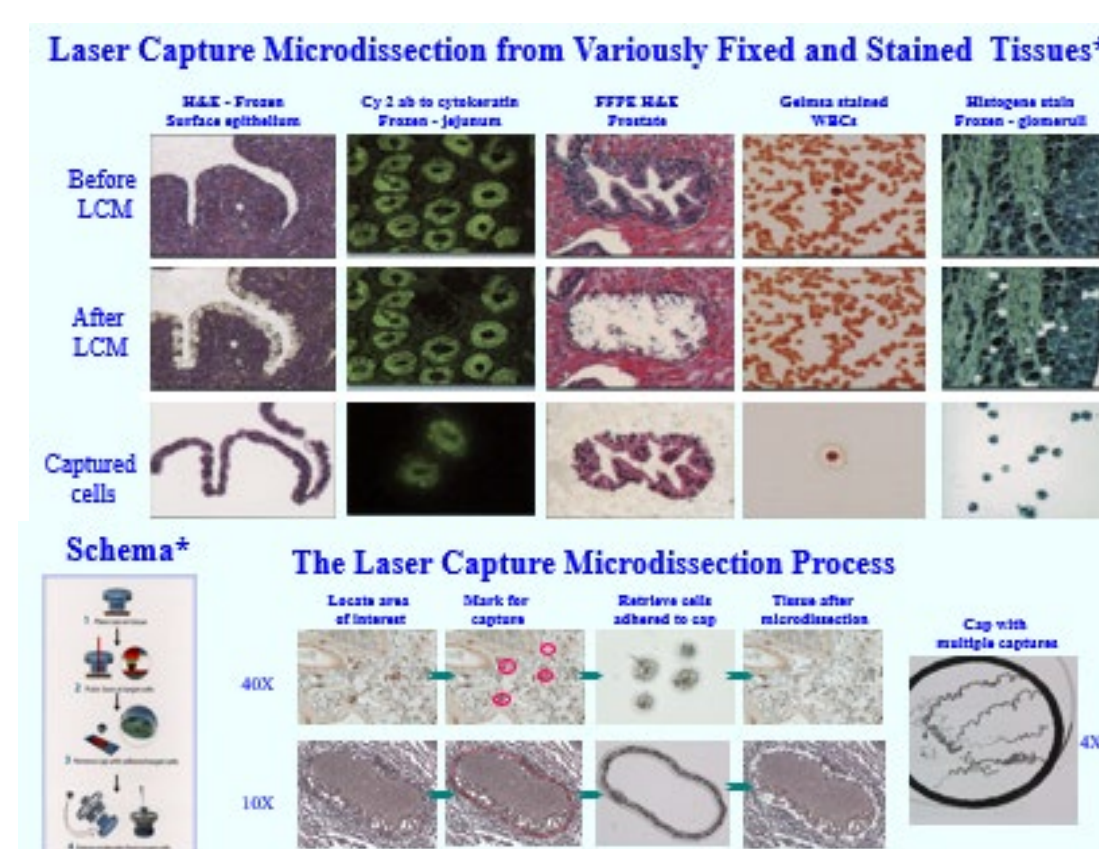 Laser Capture Microdissection from Variously Fixed and Stained Tissues*
H&E - Frozen
Surface epithelium
Cy 2 ab to cytokeratin
Frozen - jejunum
FFPE H&E
Prostate
Geimsa stained
WBCs
Histogene stain
Frozen - glomeruli
Before
LCM
After
LCM
Captured
cells
Schema*
1
2
3
4
The Laser Capture Microdissection Process
Locate area
of interest
Mark for
capture
Retrieve cells
adhered to cap
Tissue after
microdissection
Cap with
multiple captures
40X
10X
4X